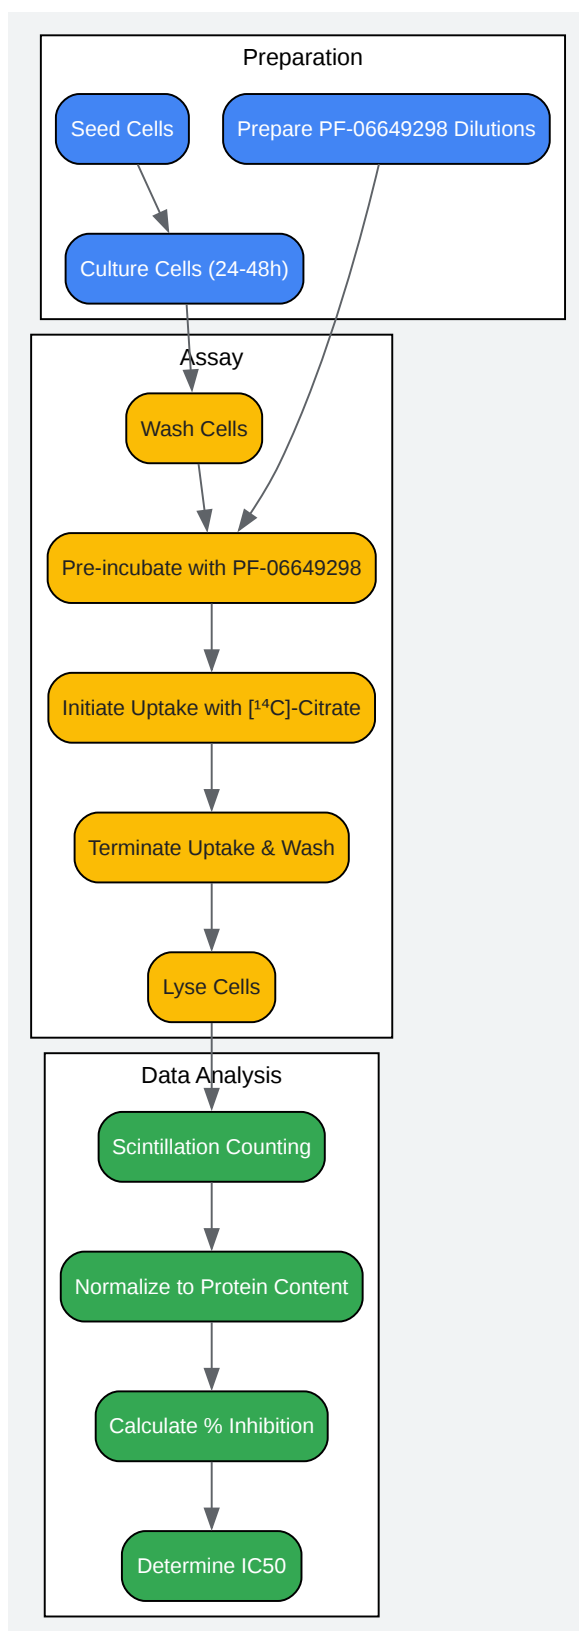 Preparation
Seed Cells
Prepare PF-06649298 Dilutions
Culture Cells (24-48h)
Assay
Wash Cells
Pre-incubate with PF-06649298
Initiate Uptake with [¹⁴C]-Citrate
Terminate Uptake & Wash
Lyse Cells
Data Analysis
Scintillation Counting
Normalize to Protein Content
Calculate % Inhibition
Determine IC50